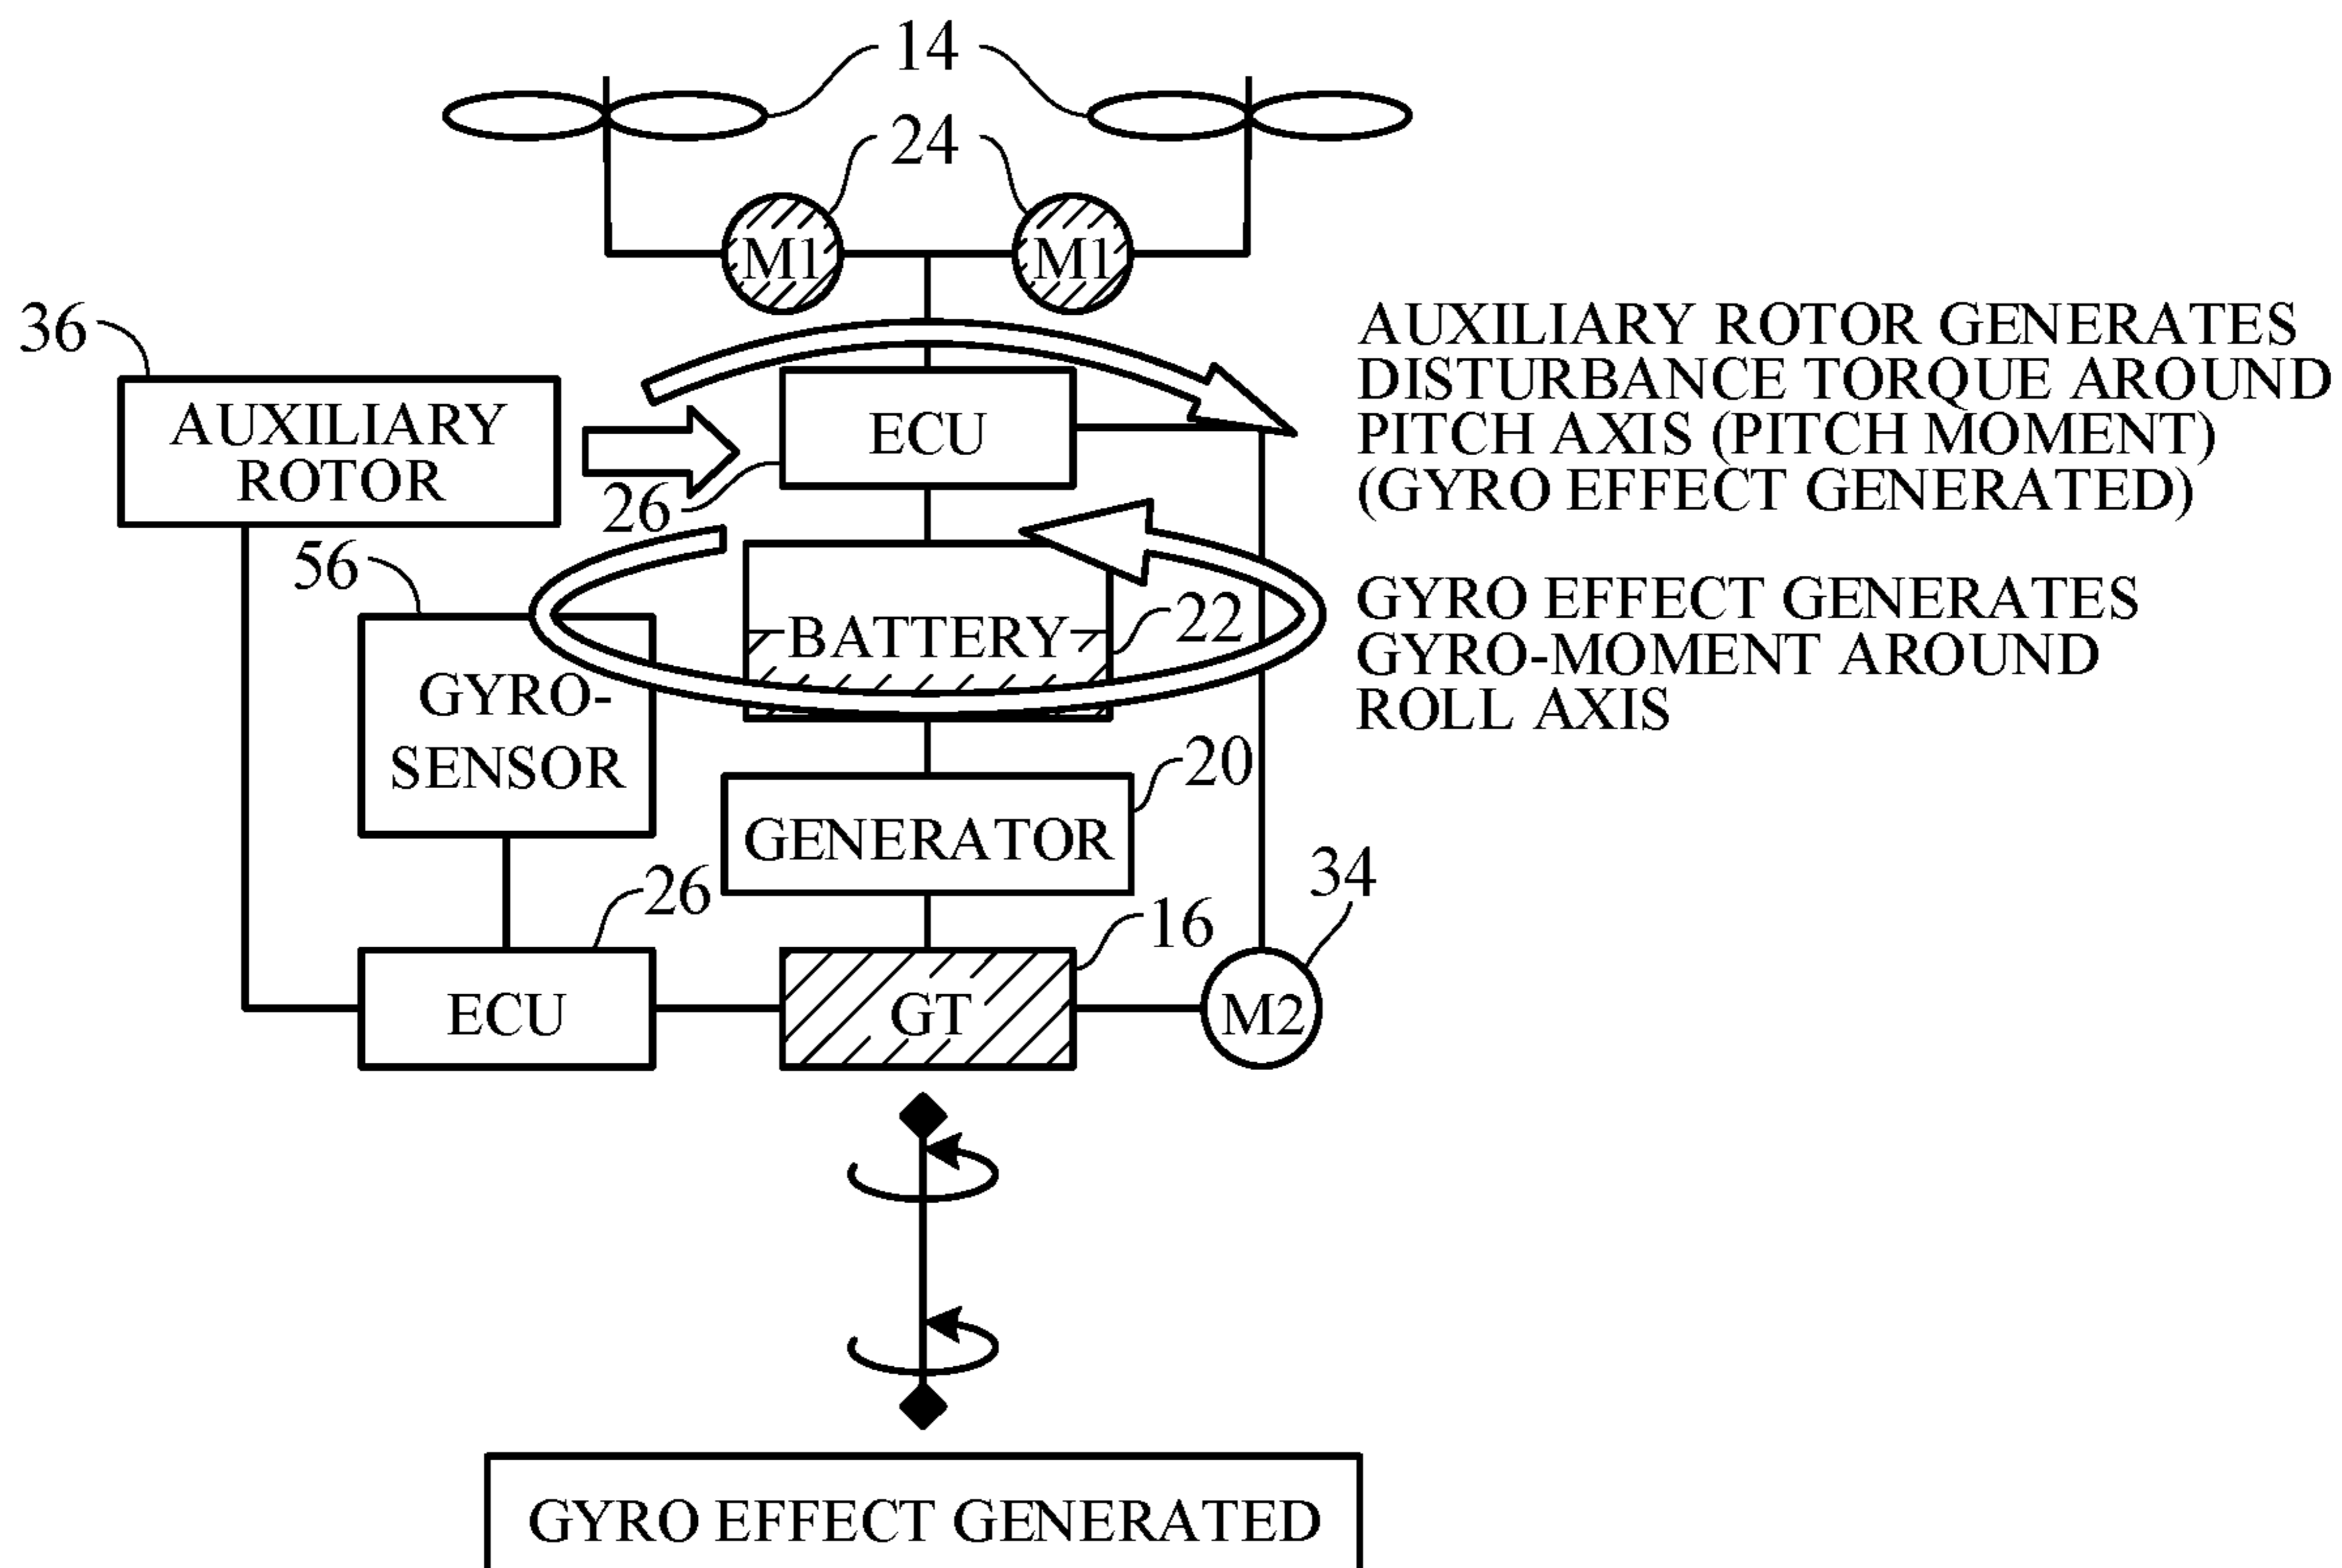 14
24
M1 M1
36
AUXILIARY
ROTOR
ECU
26
AUXILIARY ROTOR GENERATES
DISTURBANCE TORQUE AROUND
PITCH AXIS (PITCH MOMENT)
(GYRO EFFECT GENERATED)
56
BATTERY
22
GYRO EFFECT GENERATES
GYRO-MOMENT AROUND
ROLL AXIS
GYRO-
SENSOR
20
GENERATOR
26
16
34
ECU
GT
M2
GYRO EFFECT GENERATED